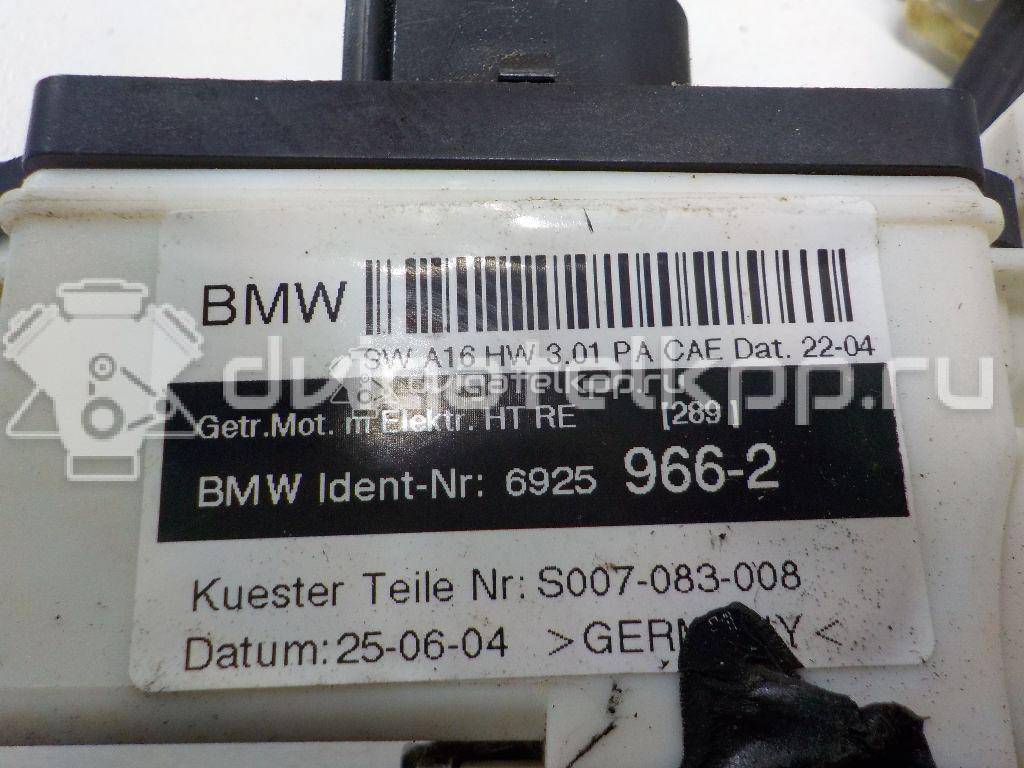 BMW
SW A16 HW 3.01 PA CAE Dat. 22-04
Getr.Mot. m Elektr. HT RE [289]
BMW Ident-Nr: 6925 966-2
Kuester Teile Nr: S007-083-008
Datum: 25-06-04 >GERMANY<
dvigatelkpp.ru